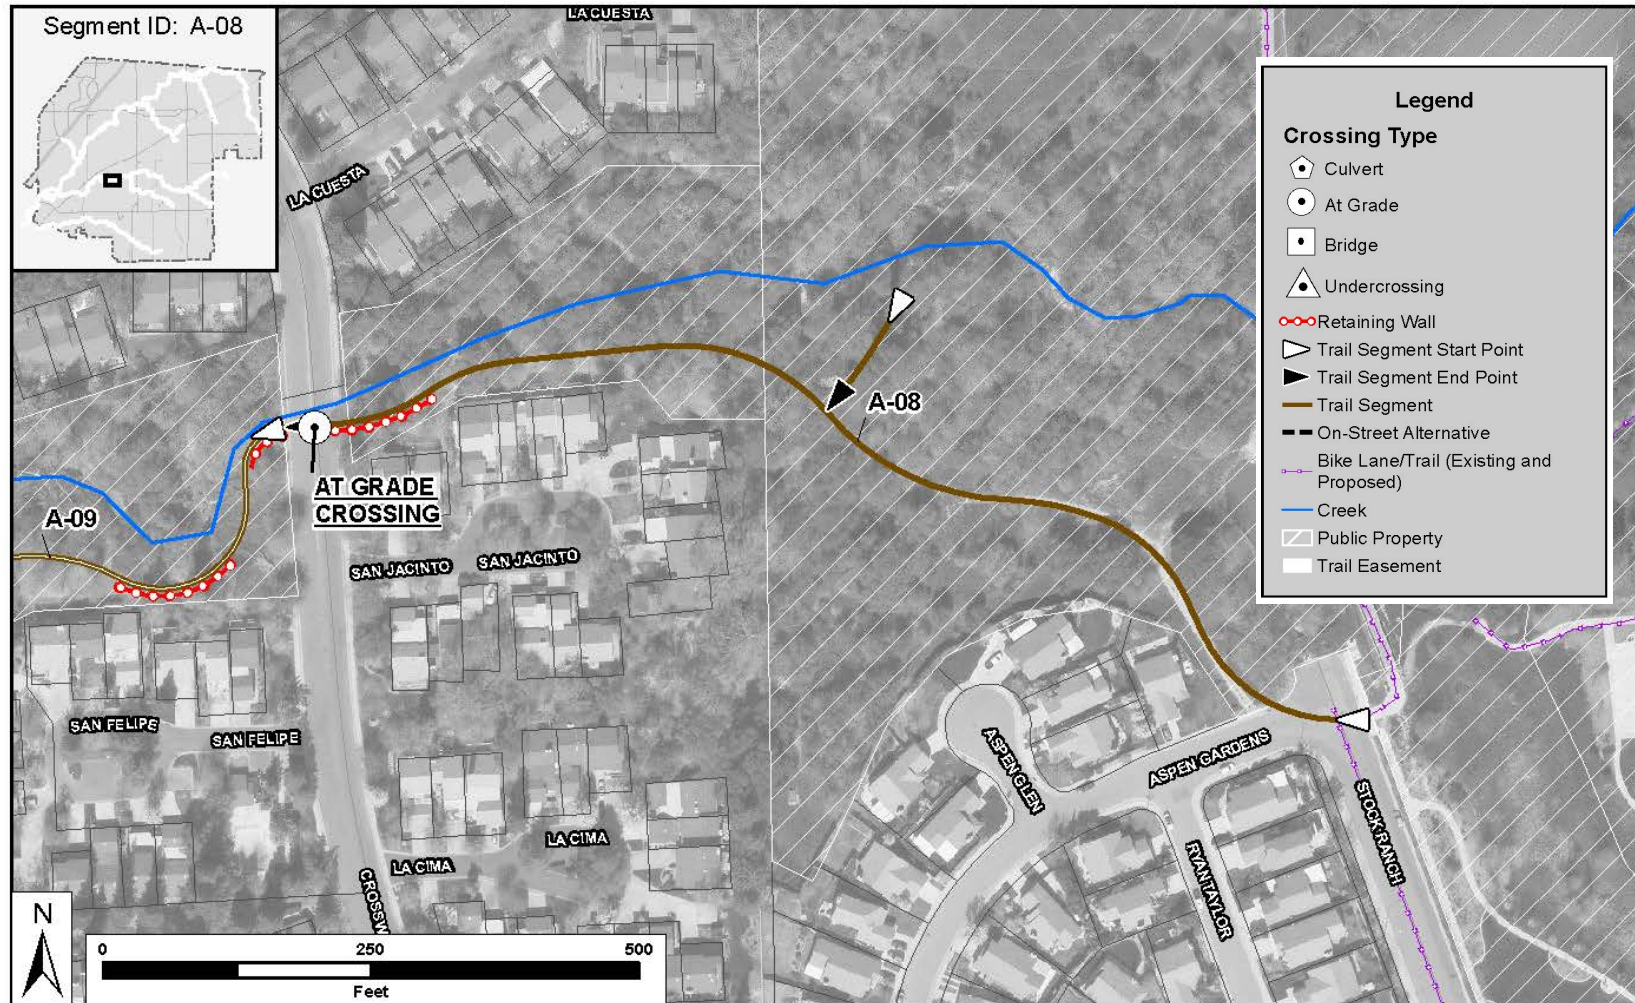 Segment ID: A-08
LA CUESTA
LA CUESTA
Legend
Crossing Type
Culvert
At Grade
Bridge
Undercrossing
Retaining Wall
Trail Segment Start Point
Trail Segment End Point
Trail Segment
On-Street Alternative
Bike Lane/Trail (Existing and
Proposed)
Creek
Public Property
Trail Easement
A-08
AT GRADE
CROSSING
A-09
SAN JACINTO
SAN JACINTO
SAN FELIPE
SAN FELIPE
ASPEN GLEN
ASPEN GARDENS
STOCK RANCH
RYAN TAYLOR
LA CIMA
LA CIMA
CROSSW
N
0
250
500
Feet